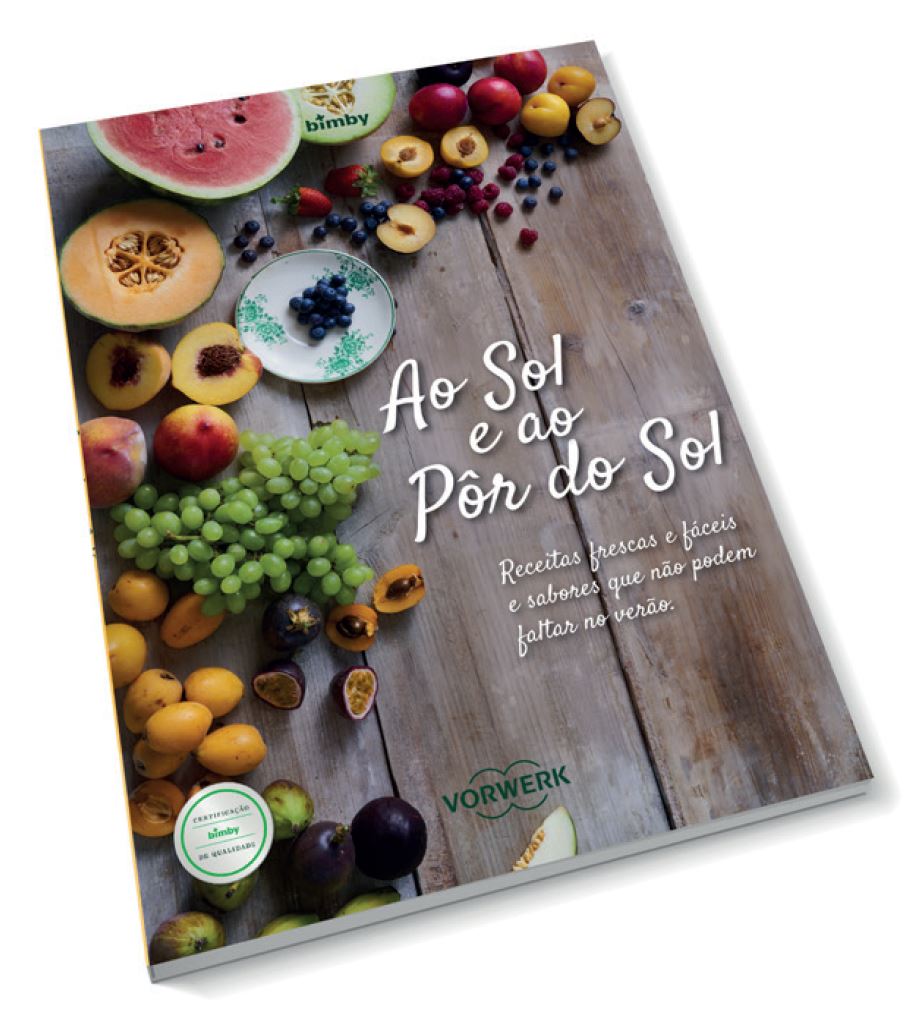 bimby
Ao Sol
e ao
Pôr do Sol
Receitas frescas e fáceis
e sabores que não podem
faltar no verão.
VORWERK
CERTIFICAÇÃO
bimby
DE QUALIDADE